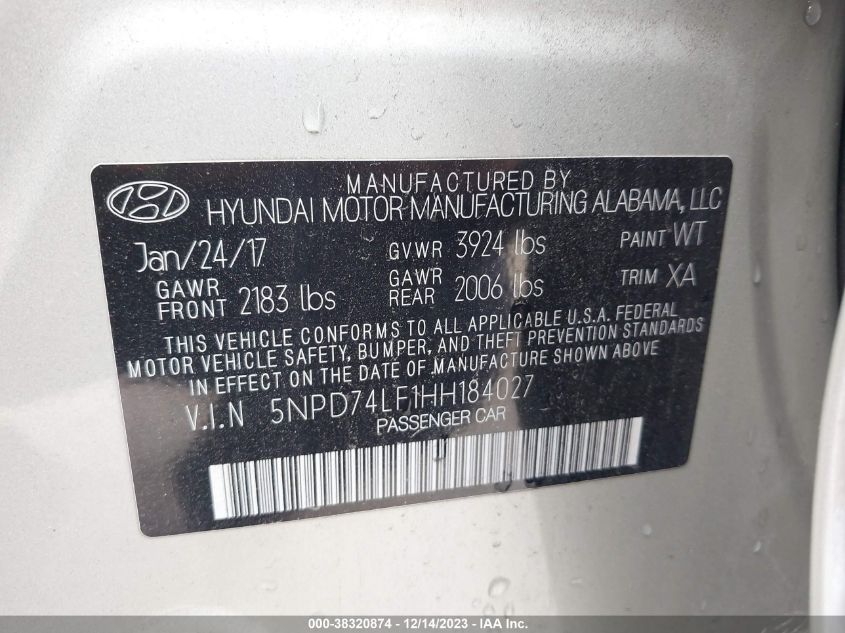 MANUFACTURED BY
HYUNDAI MOTOR MANUFACTURING ALABAMA, LLC
Jan/24/17 GVWR 3924 lbs PAINT WT
GAWR FRONT 2183 lbs GAWR REAR 2006 lbs TRIM XA
THIS VEHICLE CONFORMS TO ALL APPLICABLE U.S.A. FEDERAL
MOTOR VEHICLE SAFETY, BUMPER, AND THEFT PREVENTION STANDARDS
IN EFFECT ON THE DATE OF MANUFACTURE SHOWN ABOVE
V.I.N 5NPD74LF1HH184027
PASSENGER CAR
J
000-38320874 - 12/14/2023 - IAA Inc.